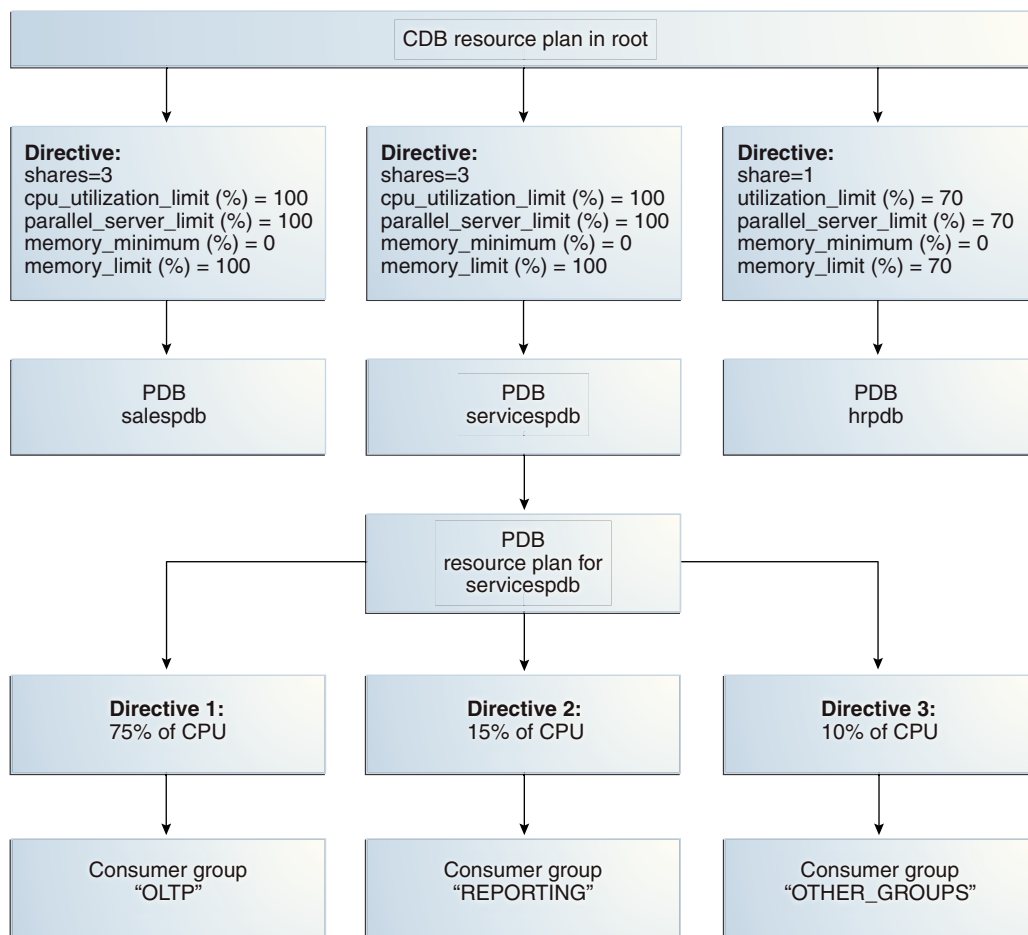 CDB resource plan in root
Directive:
shares=3
cpu_utilization_limit (%) = 100
parallel_server_limit (%) = 100
memory_minimum (%) = 0
memory_limit (%) = 100
Directive:
shares=3
cpu_utilization_limit (%) = 100
parallel_server_limit (%) = 100
memory_minimum (%) = 0
memory_limit (%) = 100
Directive:
share=1
utilization_limit (%) = 70
parallel_server_limit (%) = 70
memory_minimum (%) = 0
memory_limit (%) = 70
PDB
salespdb
PDB
servicespdb
PDB
hrpdb
PDB
resource plan for
servicespdb
Directive 1:
75% of CPU
Directive 2:
15% of CPU
Directive 3:
10% of CPU
Consumer group
“OLTP”
Consumer group
“REPORTING”
Consumer group
“OTHER_GROUPS”